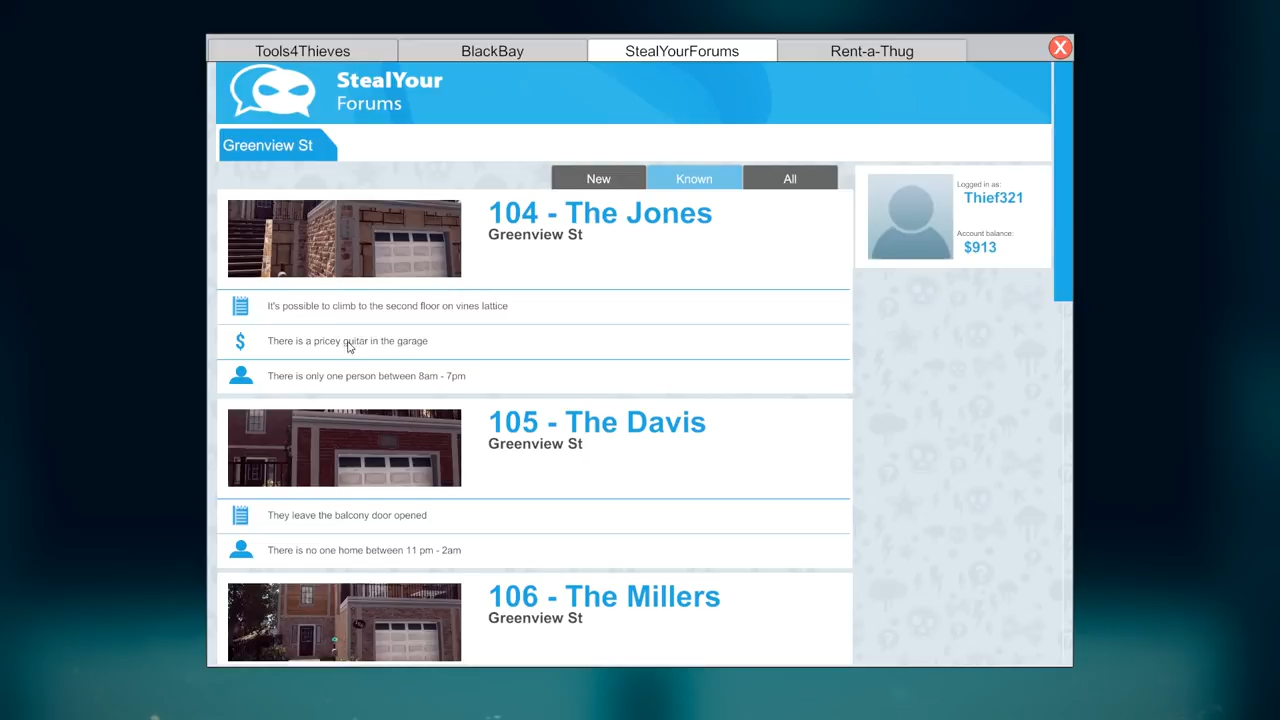 Tools4Thieves
BlackBay
StealYourForums
Rent-a-Thug
X
StealYour
Forums
Greenview St
New
Known
All
Logged in as:
Thief321
Account balance:
$913
104 - The Jones
Greenview St
It's possible to climb to the second floor on vines lattice
$
There is a pricey guitar in the garage
There is only one person between 8am - 7pm
105 - The Davis
Greenview St
They leave the balcony door opened
There is no one home between 11 pm - 2am
106 - The Millers
Greenview St